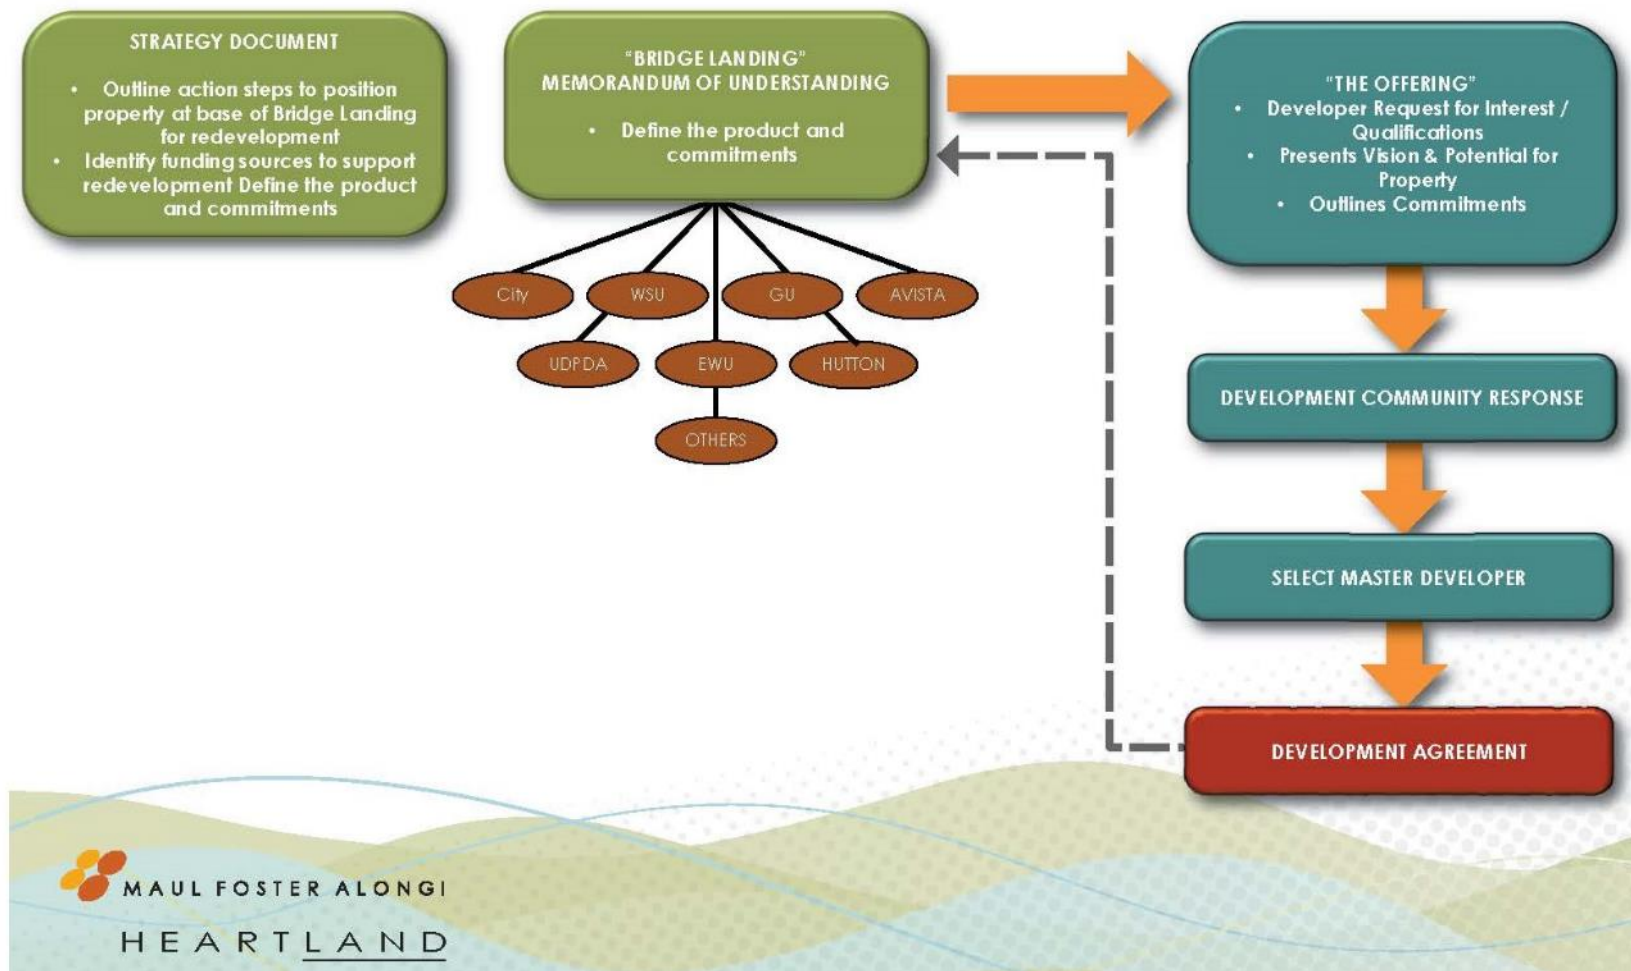 STRATEGY DOCUMENT
• Outline action steps to position
property at base of Bridge Landing
for redevelopment
• Identify funding sources to support
redevelopment Define the product
and commitments
"BRIDGE LANDING"
MEMORANDUM OF UNDERSTANDING
• Define the product and
commitments
City
WSU
GU
AVISTA
UDPDA
EWU
HUTTON
OTHERS
"THE OFFERING"
• Developer Request for Interest /
Qualifications
• Presents Vision & Potential for
Property
• Outlines Commitments
DEVELOPMENT COMMUNITY RESPONSE
SELECT MASTER DEVELOPER
DEVELOPMENT AGREEMENT
MAUL FOSTER ALONGI
HEARTLAND